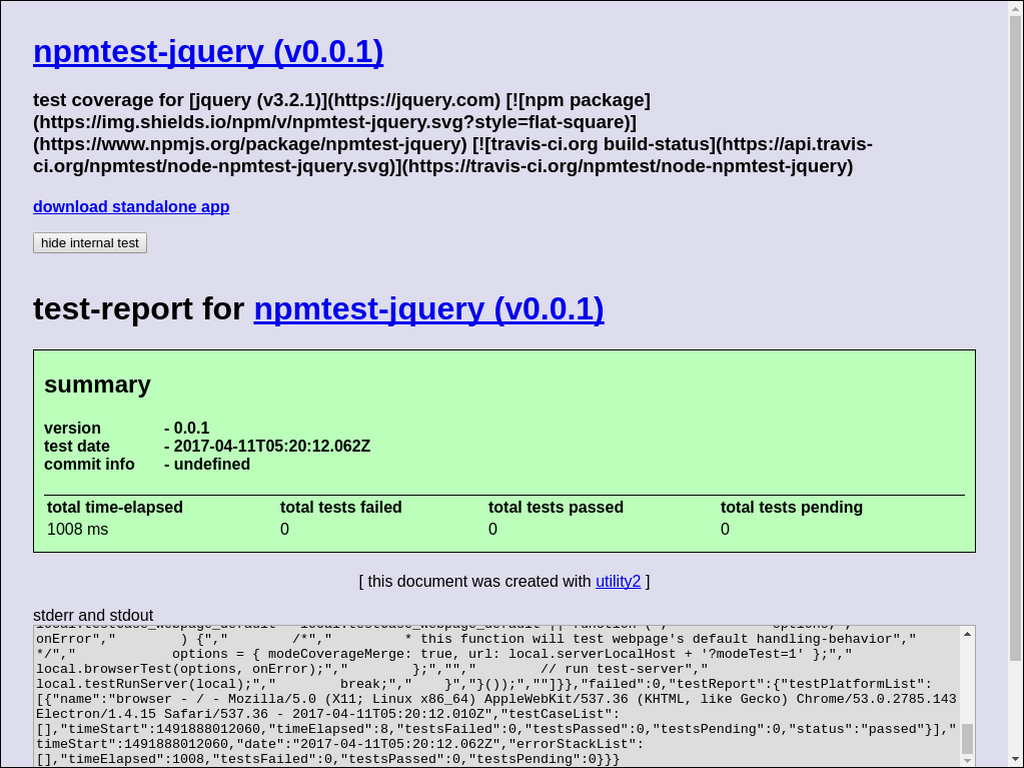 npmtest-jquery (v0.0.1)
test coverage for [jquery (v3.2.1)](https://jquery.com) [![npm package]
(https://img.shields.io/npm/v/npmtest-jquery.svg?style=flat-square)]
(https://www.npmjs.org/package/npmtest-jquery) [![travis-ci.org build-status](https://api.travis-
ci.org/npmtest/node-npmtest-jquery.svg)](https://travis-ci.org/npmtest/node-npmtest-jquery)
download standalone app
hide internal test
test-report for npmtest-jquery (v0.0.1)
summary
version - 0.0.1
test date - 2017-04-11T05:20:12.062Z
commit info - undefined
total time-elapsed total tests failed total tests passed total tests pending
1008 ms 0 0 0
[ this document was created with utility2 ]
stderr and stdout
local.testCase_webpage_default = local.testCase_webpage_default || function (","            options,","
onError","        ) {","        /*","         * this function will test webpage's default handling-behavior","
*/","            options = { modeCoverageMerge: true, url: local.serverLocalHost + '?modeTest=1' };","
local.browserTest(options, onError);","        };","","        // run test-server","
local.testRunServer(local);","        break;","    }","}());",""]}},"failed":0,"testReport":{"testPlatformList":
[{"name":"browser - / - Mozilla/5.0 (X11; Linux x86_64) AppleWebKit/537.36 (KHTML, like Gecko) Chrome/53.0.2785.143
Electron/1.4.15 Safari/537.36 - 2017-04-11T05:20:12.010Z","testCaseList":
[],"timeStart":1491888012060,"timeElapsed":8,"testsFailed":0,"testsPassed":0,"testsPending":0,"status":"passed"}],"
timeStart":1491888012060,"date":"2017-04-11T05:20:12.062Z","errorStackList":
[],"timeElapsed":1008,"testsFailed":0,"testsPassed":0,"testsPending":0}}}